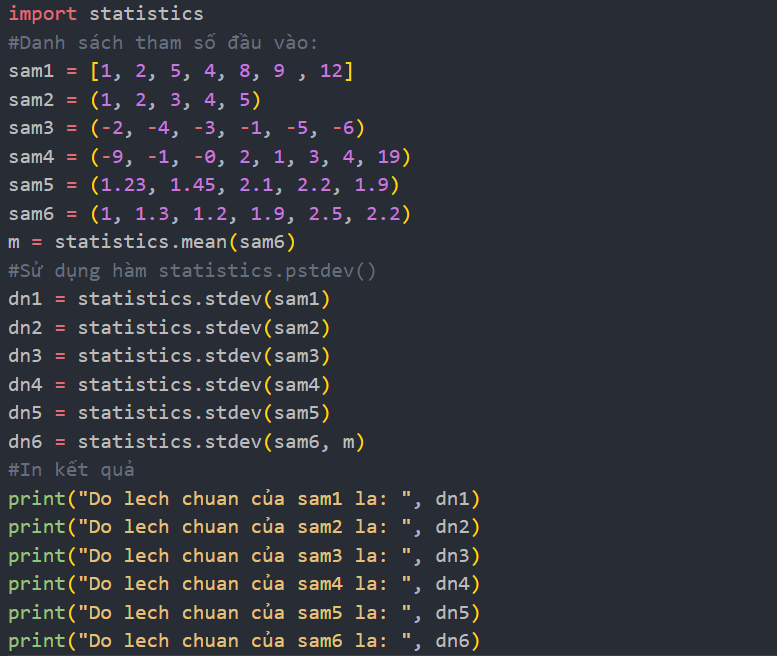 import statistics
#Danh sách tham số đầu vào:
sam1 = [1, 2, 5, 4, 8, 9 , 12]
sam2 = (1, 2, 3, 4, 5)
sam3 = (-2, -4, -3, -1, -5, -6)
sam4 = (-9, -1, -0, 2, 1, 3, 4, 19)
sam5 = (1.23, 1.45, 2.1, 2.2, 1.9)
sam6 = (1, 1.3, 1.2, 1.9, 2.5, 2.2)
m = statistics.mean(sam6)
#Sử dụng hàm statistics.pstdev()
dn1 = statistics.stdev(sam1)
dn2 = statistics.stdev(sam2)
dn3 = statistics.stdev(sam3)
dn4 = statistics.stdev(sam4)
dn5 = statistics.stdev(sam5)
dn6 = statistics.stdev(sam6, m)
#In kết quả
print("Do lech chuan của sam1 la: ", dn1)
print("Do lech chuan của sam2 la: ", dn2)
print("Do lech chuan của sam3 la: ", dn3)
print("Do lech chuan của sam4 la: ", dn4)
print("Do lech chuan của sam5 la: ", dn5)
print("Do lech chuan của sam6 la: ", dn6)